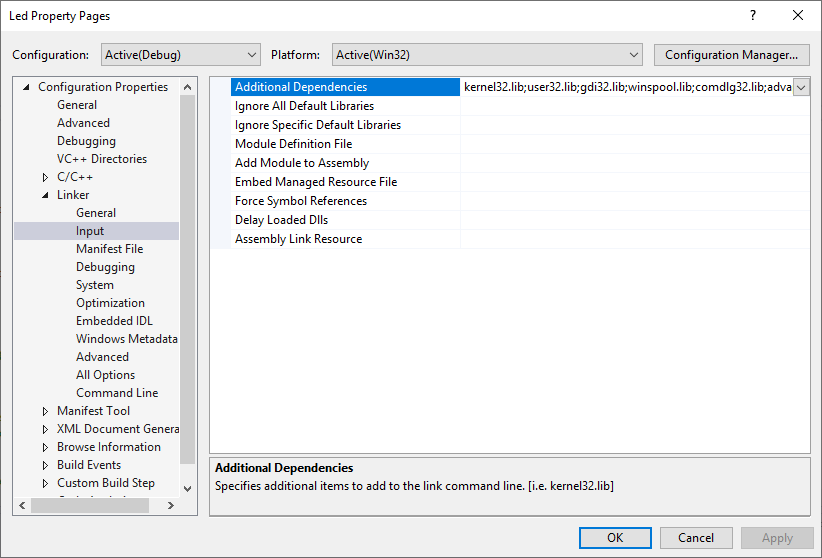 Led Property Pages
?
Configuration: Active(Debug) Platform: Active(Win32) Configuration Manager...
Configuration Properties
General
Advanced
Debugging
VC++ Directories
C/C++
Linker
General
Input
Manifest File
Debugging
System
Optimization
Embedded IDL
Windows Metadata
Advanced
All Options
Command Line
Manifest Tool
XML Document Genera
Browse Information
Build Events
Custom Build Step
Additional Dependencies kernel32.lib;user32.lib;gdi32.lib;winspool.lib;comdlg32.lib;adva
Ignore All Default Libraries
Ignore Specific Default Libraries
Module Definition File
Add Module to Assembly
Embed Managed Resource File
Force Symbol References
Delay Loaded Dlls
Assembly Link Resource
Additional Dependencies
Specifies additional items to add to the link command line. [i.e. kernel32.lib]
OK Cancel Apply